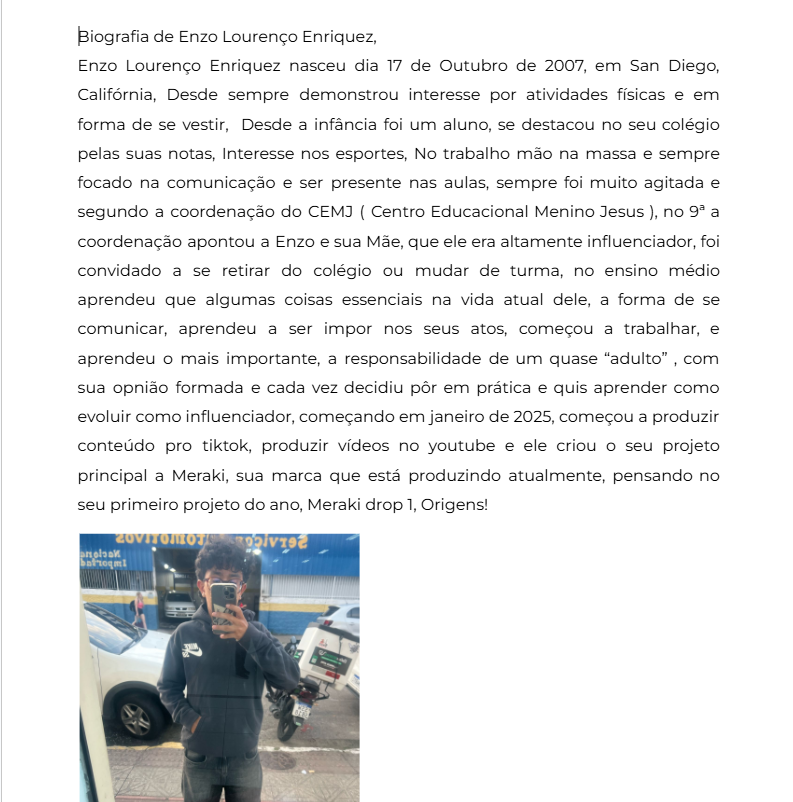 Biografia de Enzo Lourenço Enriquez,
Enzo Lourenço Enriquez nasceu dia 17 de Outubro de 2007, em San Diego,
Califórnia, Desde sempre demonstrou interesse por atividades físicas e em
forma de se vestir,  Desde a infância foi um aluno, se destacou no seu colégio
pelas suas notas, Interesse nos esportes, No trabalho mão na massa e sempre
focado na comunicação e ser presente nas aulas, sempre foi muito agitada e
segundo a coordenação do CEMJ ( Centro Educacional Menino Jesus ), no 9ª a
coordenação apontou a Enzo e sua Mãe, que ele era altamente influenciador, foi
convidado a se retirar do colégio ou mudar de turma, no ensino médio
aprendeu que algumas coisas essenciais na vida atual dele, a forma de se
comunicar, aprendeu a ser impor nos seus atos, começou a trabalhar, e
aprendeu o mais importante, a responsabilidade de um quase “adulto” , com
sua opnião formada e cada vez decidiu pôr em prática e quis aprender como
evoluir como influenciador, começando em janeiro de 2025, começou a produzir
conteúdo pro tiktok, produzir vídeos no youtube e ele criou o seu projeto
principal a Meraki, sua marca que está produzindo atualmente, pensando no
seu primeiro projeto do ano, Meraki drop 1, Origens!
Serviços Automotivos